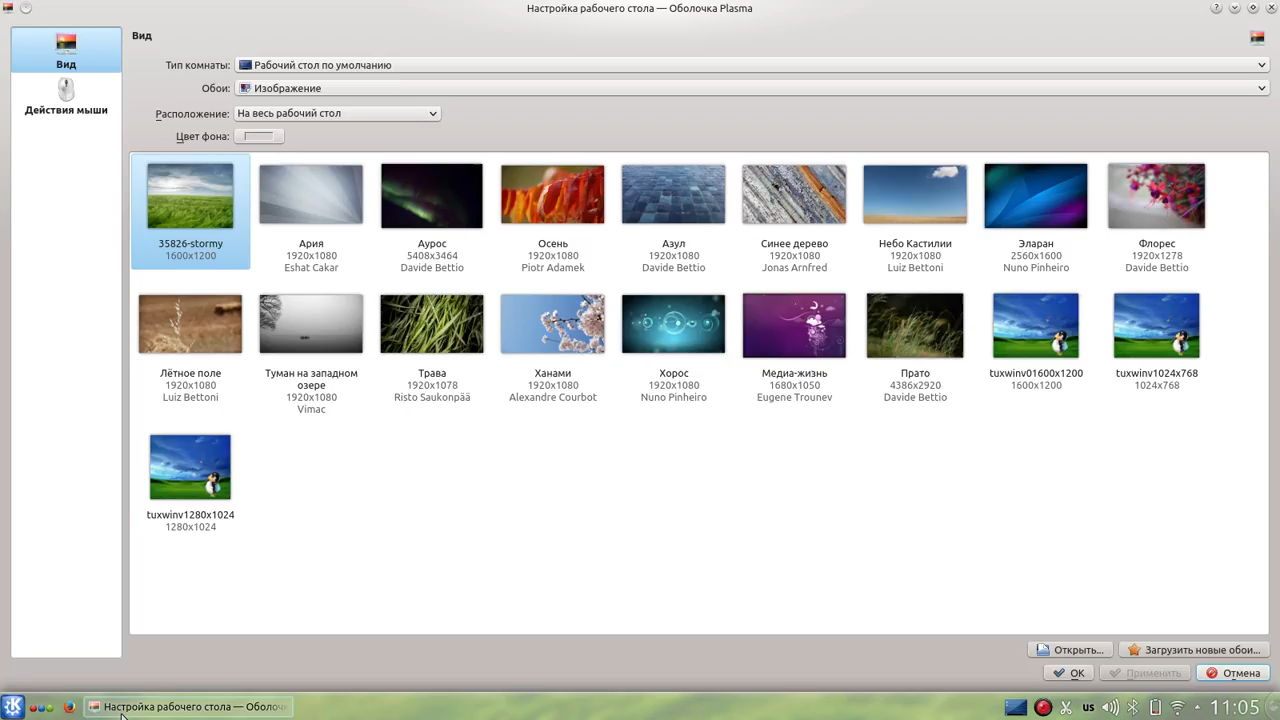 Настройка рабочего стола — Оболочка Plasma
Вид
Действия мыши
Вид
Тип комнаты: Рабочий стол по умолчанию
Обои: Изображение
Расположение: На весь рабочий стол
Цвет фона:
35826-stormy
1600x1200
Ария
1920x1080
Eshat Cakar
Аурос
5408x3464
Davide Bettio
Осень
1920x1080
Piotr Adamek
Азул
1920x1080
Davide Bettio
Синее дерево
1920x1080
Jonas Arnfred
Небо Кастилии
1920x1080
Luiz Bettoni
Эларан
2560x1600
Nuno Pinheiro
Флорес
1920x1278
Davide Bettio
Лётное поле
1920x1080
Luiz Bettoni
Туман на западном
озере
1920x1080
Vimac
Трава
1920x1078
Risto Saukonpää
Ханами
1920x1080
Alexandre Courbot
Хорос
1920x1080
Nuno Pinheiro
Медиа-жизнь
1680x1050
Eugene Trounev
Прато
4386x2920
Davide Bettio
tuxwinv01600x1200
1600x1200
tuxwinv1024x768
1024x768
tuxwinv1280x1024
1280x1024
Открыть...
Загрузить новые обои...
OK
Применить
Отмена
Настройка рабочего стола — Оболоч
us
11:05